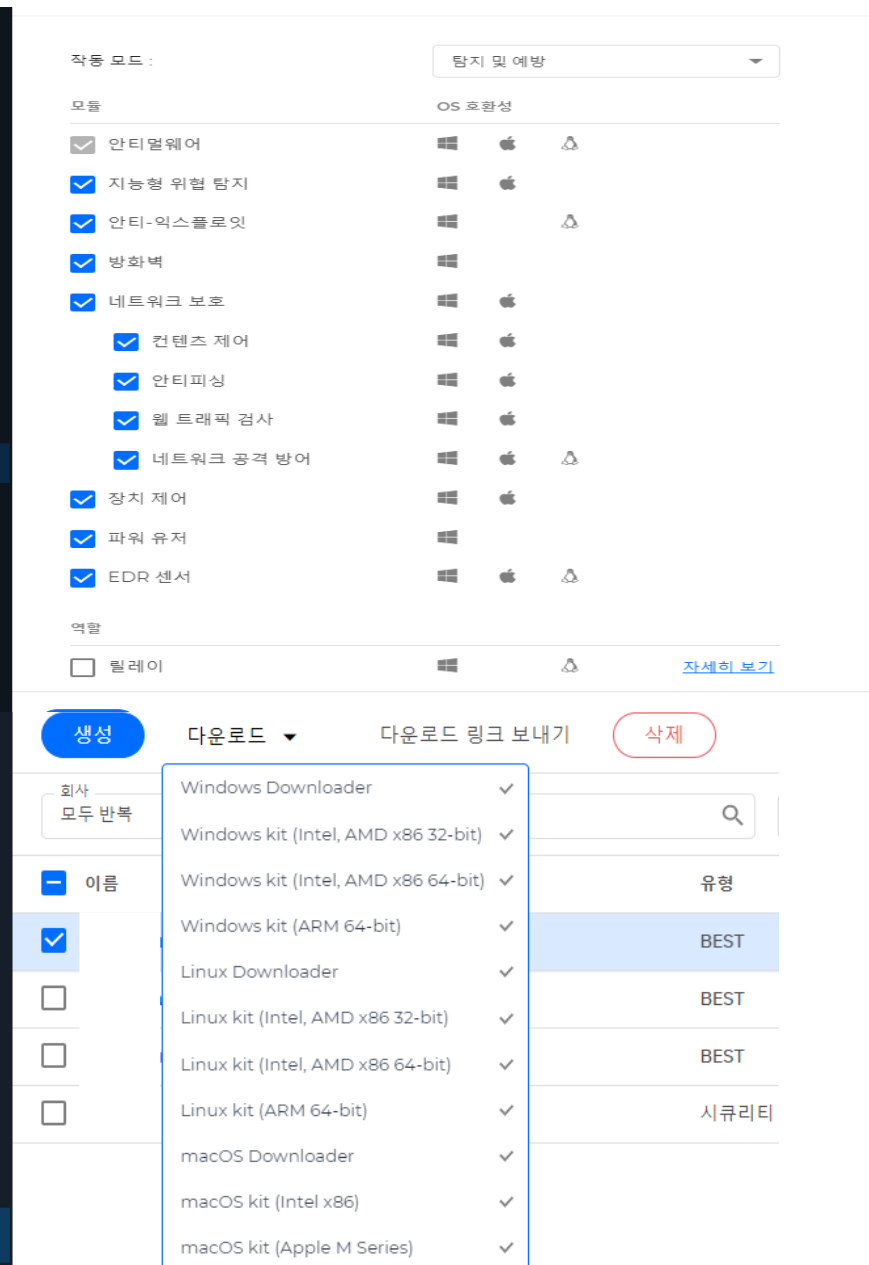 작동 모드 :
탐지 및 예방
모듈 OS 호환성
안티멀웨어
지능형 위협 탐지
안티-익스플로잇
방화벽
네트워크 보호
컨텐츠 제어
안티피싱
웹 트래픽 검사
네트워크 공격 방어
장치 제어
파워 유저
EDR 센서
역할
릴레이 자세히 보기
생성 다운로드 다운로드 링크 보내기 삭제
회사
모두 반복
이름 유형
Windows Downloader
Windows kit (Intel, AMD x86 32-bit)
Windows kit (Intel, AMD x86 64-bit)
Windows kit (ARM 64-bit)
Linux Downloader
Linux kit (Intel, AMD x86 32-bit)
Linux kit (Intel, AMD x86 64-bit)
Linux kit (ARM 64-bit)
macOS Downloader
macOS kit (Intel x86)
macOS kit (Apple M Series)
BEST
BEST
BEST
시큐리티